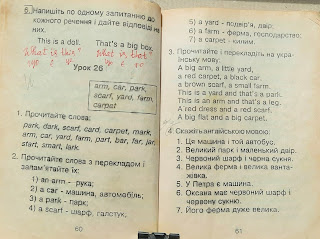 5. Напишіть по одному запитанню до
кожного речення і дайте відповіді на
них.
This is a doll. That's a big box.
What is this? What is that
Урок 26
arm, car, park,
scarf, yard, farm,
carpet
1. Прочитайте слова:
park, dark, scarf, card, carpet, mark,
arm, car, yard, farm, part, bar, far, jar,
start, smart, lark.
2. Прочитайте слова з перекладом і
запам'ятайте їх:
1) an arm - рука;
2) a car - машина, автомобіль;
3) a park - парк;
4) a scarf - шарф, галстук.
60
5) a yard - подвір'я, двір;
6) a farm - ферма, господарство;
7) a carpet - килим.
3. Прочитайте і перекладіть на украї-
нську мову:
A big arm, a little yard,
a red carpet, a black car.
a brown scarf, a small farm.
This is a yard and that's a park.
This is an arm and that's a leg.
A red dress and a red scarf.
A big flat and a big carpet.
4. Скажіть англійською мовою:
1. Ця машина і той автобус.
2. Великий парк і маленький двір.
3. Червоний шарф і чорна сукня.
4. Велика ферма і велика ванта-
жівка.
5. У Петра є машина.
6. Оксана має червоний шарф і
червону сукню.
7. Його ферма дуже велика.
61